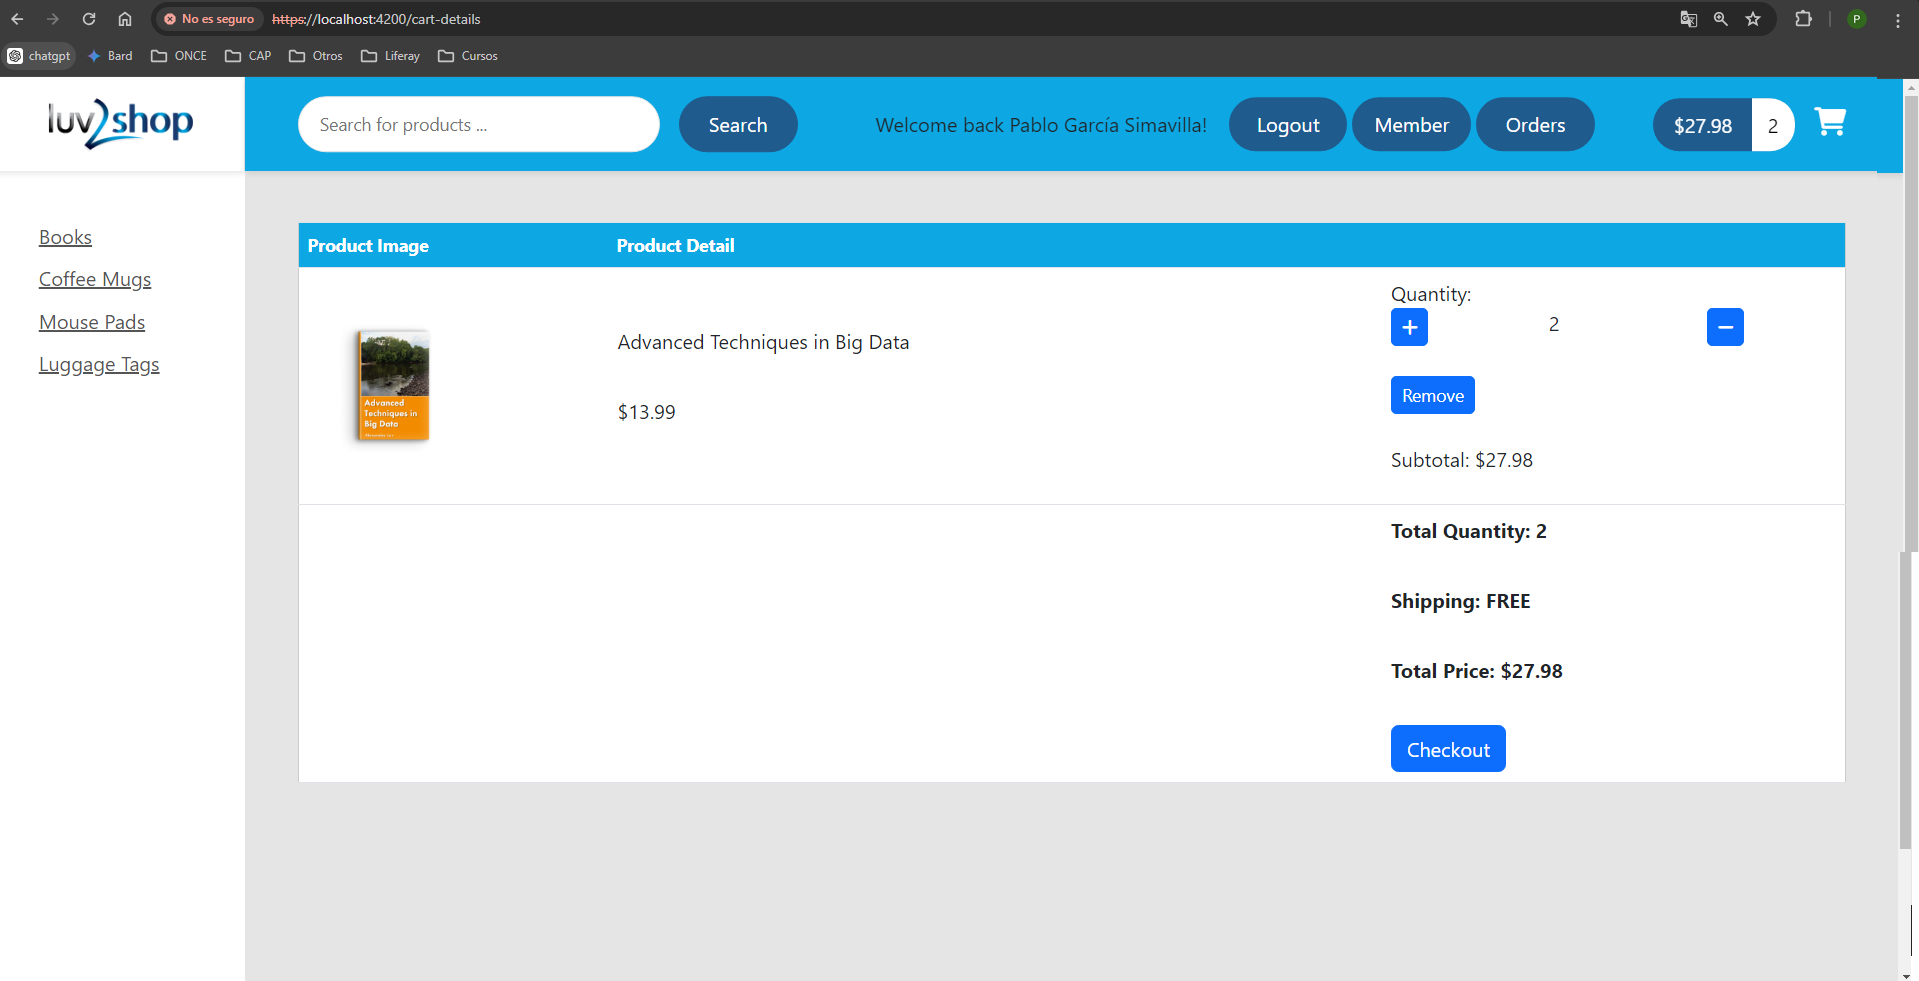 No es seguro https://localhost:4200/cart-details P
chatgpt Bard ONCE CAP Otros Liferay Cursos
luv2shop
Search for products ... Search Welcome back Pablo García Simavilla! Logout Member Orders $27.98 2
Books
Coffee Mugs
Mouse Pads
Luggage Tags
Product Image Product Detail
Advanced
Techniques in
Big Data
Advanced Techniques in Big Data
$13.99
Quantity:
+ 2 −
Remove
Subtotal: $27.98
Total Quantity: 2
Shipping: FREE
Total Price: $27.98
Checkout